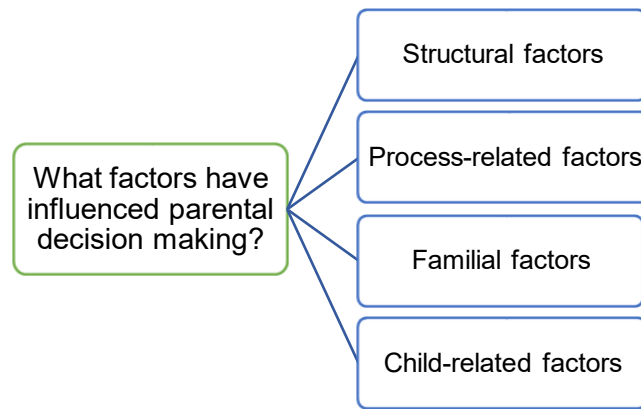 What factors have
influenced parental
decision making?
Structural factors
Process-related factors
Familial factors
Child-related factors